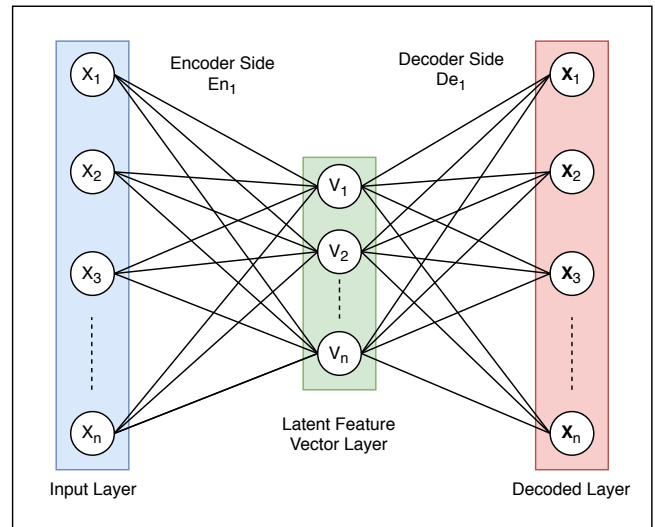 Encoder Side
En1
Decoder Side
De1
X1
X2
X3
Xn
V1
V2
Vn
X1
X2
X3
Xn
Input Layer
Latent Feature
Vector Layer
Decoded Layer